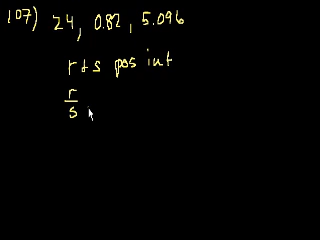 107) 24, 0.82, 5.096
r + s pos int
r
s